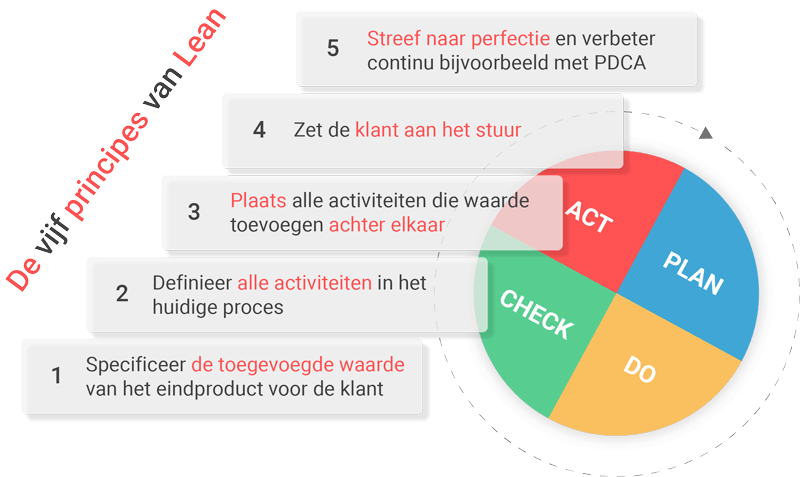 De vijf principes van Lean
5
Streef naar perfectie en verbeter
continu bijvoorbeeld met PDCA
4
Zet de klant aan het stuur
3
Plaats alle activiteiten die waarde
toevoegen achter elkaar
2
Definieer alle activiteiten in het
huidige proces
1
Specificeer de toegevoegde waarde
van het eindproduct voor de klant
ACT
PLAN
CHECK
DO